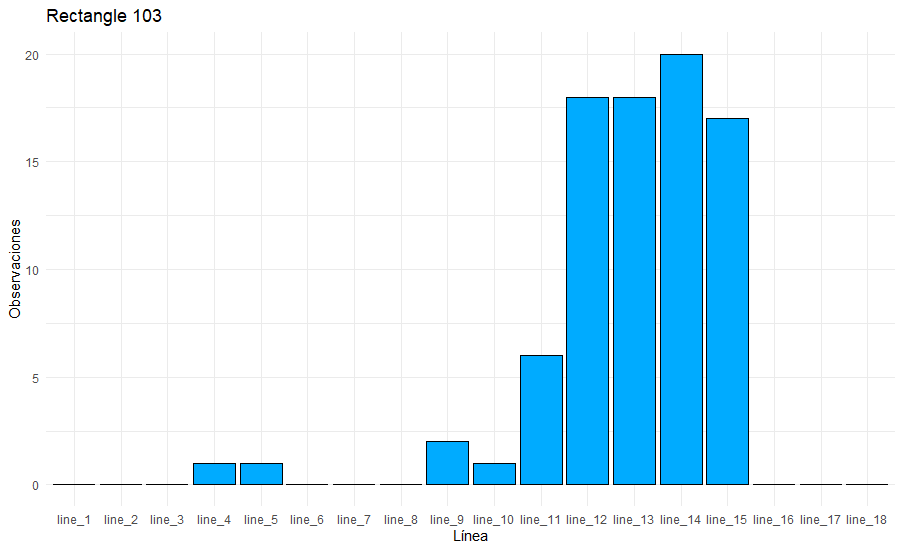 Rectangle 103
20
15
10
5
0
Observaciones
line_1 line_2 line_3 line_4 line_5 line_6 line_7 line_8 line_9 line_10 line_11 line_12 line_13 line_14 line_15 line_16 line_17 line_18
Línea